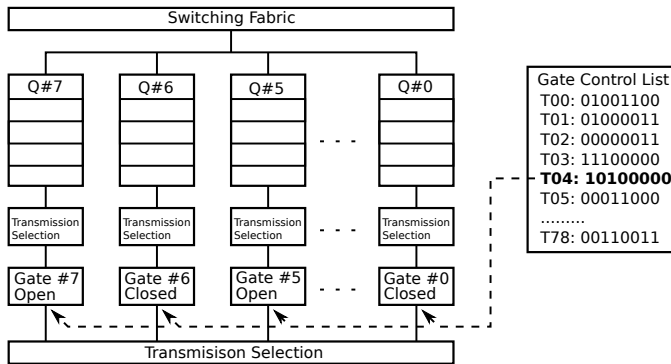 Switching Fabric
Q#7
Q#6
Q#5
Q#0
- - -
Transmission
Selection
Transmission
Selection
Transmission
Selection
- - -
Transmission
Selection
Gate #7
Open
Gate #6
Closed
Gate #5
Open
- - -
Gate #0
Closed
Transmisison Selection
Gate Control List
T00: 01001100
T01: 01000011
T02: 00000011
T03: 11100000
T04: 10100000
T05: 00011000
.........
T78: 00110011